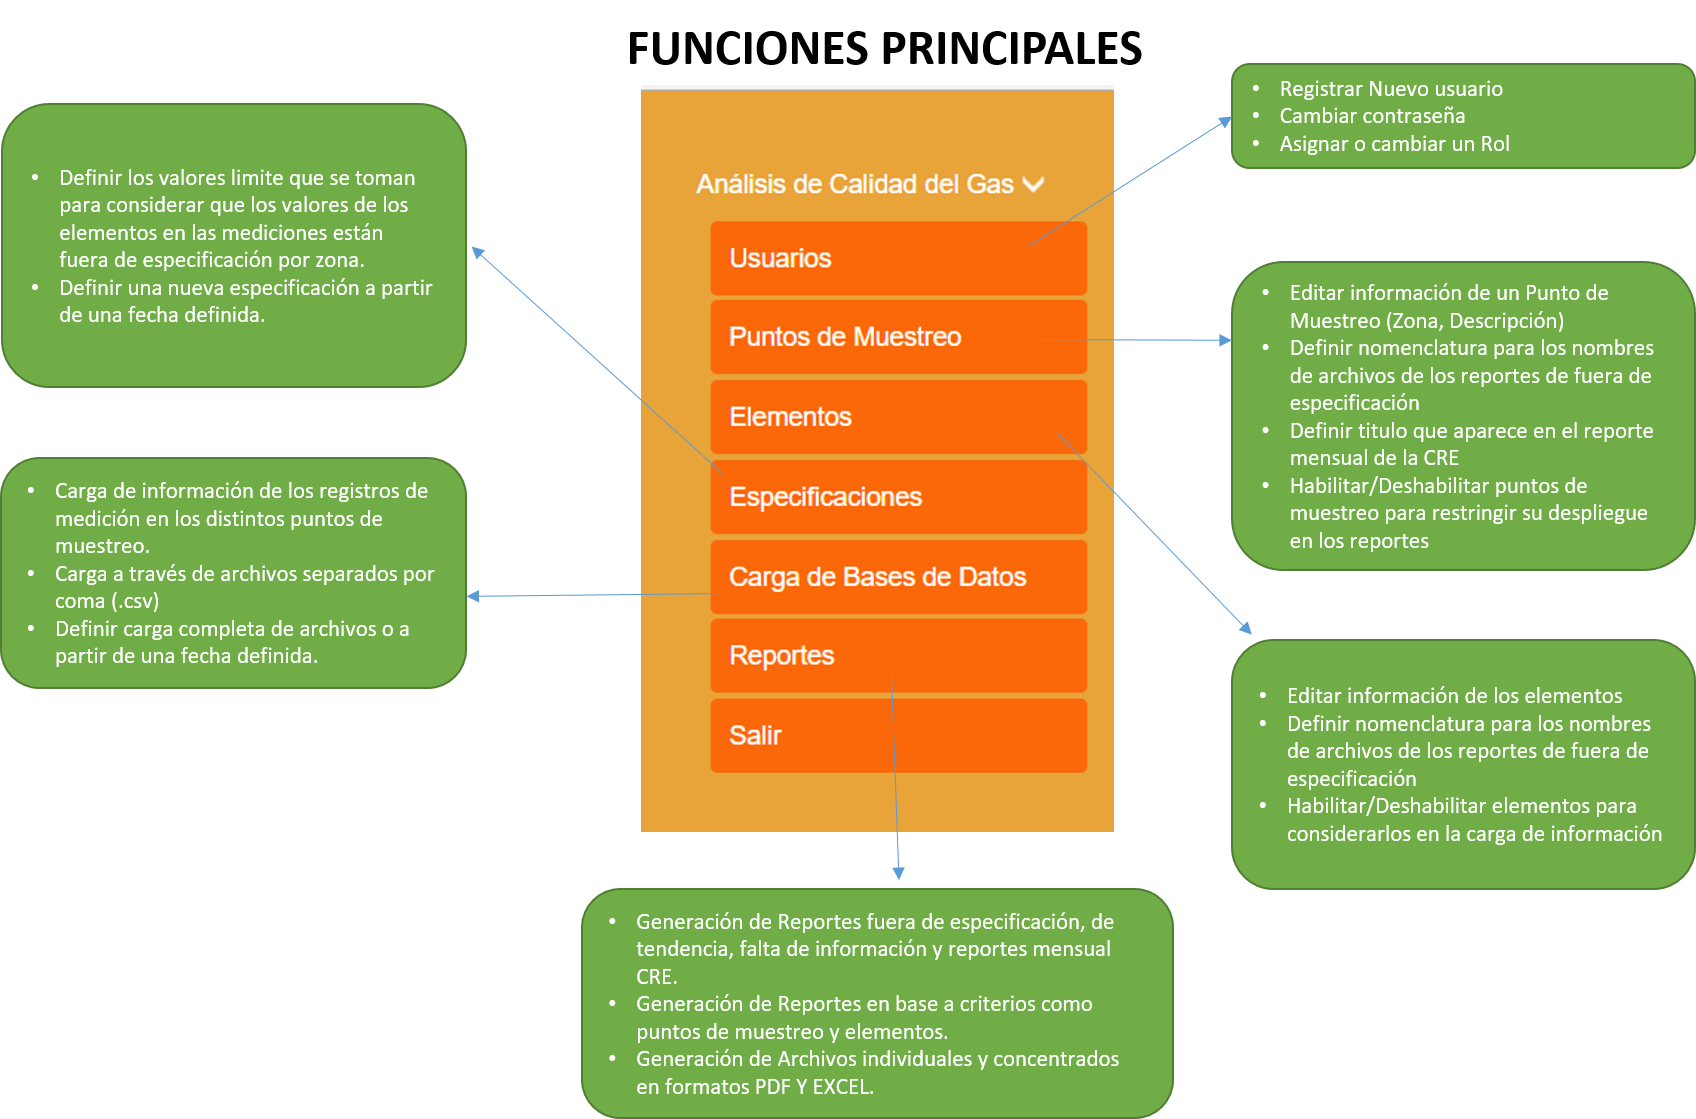 FUNCIONES PRINCIPALES
Análisis de Calidad del Gas
Usuarios
Puntos de Muestreo
Elementos
Especificaciones
Carga de Bases de Datos
Reportes
Salir
• Registrar Nuevo usuario
• Cambiar contraseña
• Asignar o cambiar un Rol
• Editar información de un Punto de
Muestreo (Zona, Descripción)
• Definir nomenclatura para los nombres
de archivos de los reportes de fuera de
especificación
• Definir titulo que aparece en el reporte
mensual de la CRE
• Habilitar/Deshabilitar puntos de
muestreo para restringir su despliegue
en los reportes
• Editar información de los elementos
• Definir nomenclatura para los nombres
de archivos de los reportes de fuera de
especificación
• Habilitar/Deshabilitar elementos para
considerarlos en la carga de información
• Definir los valores limite que se toman
para considerar que los valores de los
elementos en las mediciones están
fuera de especificación por zona.
• Definir una nueva especificación a partir
de una fecha definida.
• Carga de información de los registros de
medición en los distintos puntos de
muestreo.
• Carga a través de archivos separados por
coma (.csv)
• Definir carga completa de archivos o a
partir de una fecha definida.
• Generación de Reportes fuera de especificación, de
tendencia, falta de información y reportes mensual
CRE.
• Generación de Reportes en base a criterios como
puntos de muestreo y elementos.
• Generación de Archivos individuales y concentrados
en formatos PDF Y EXCEL.